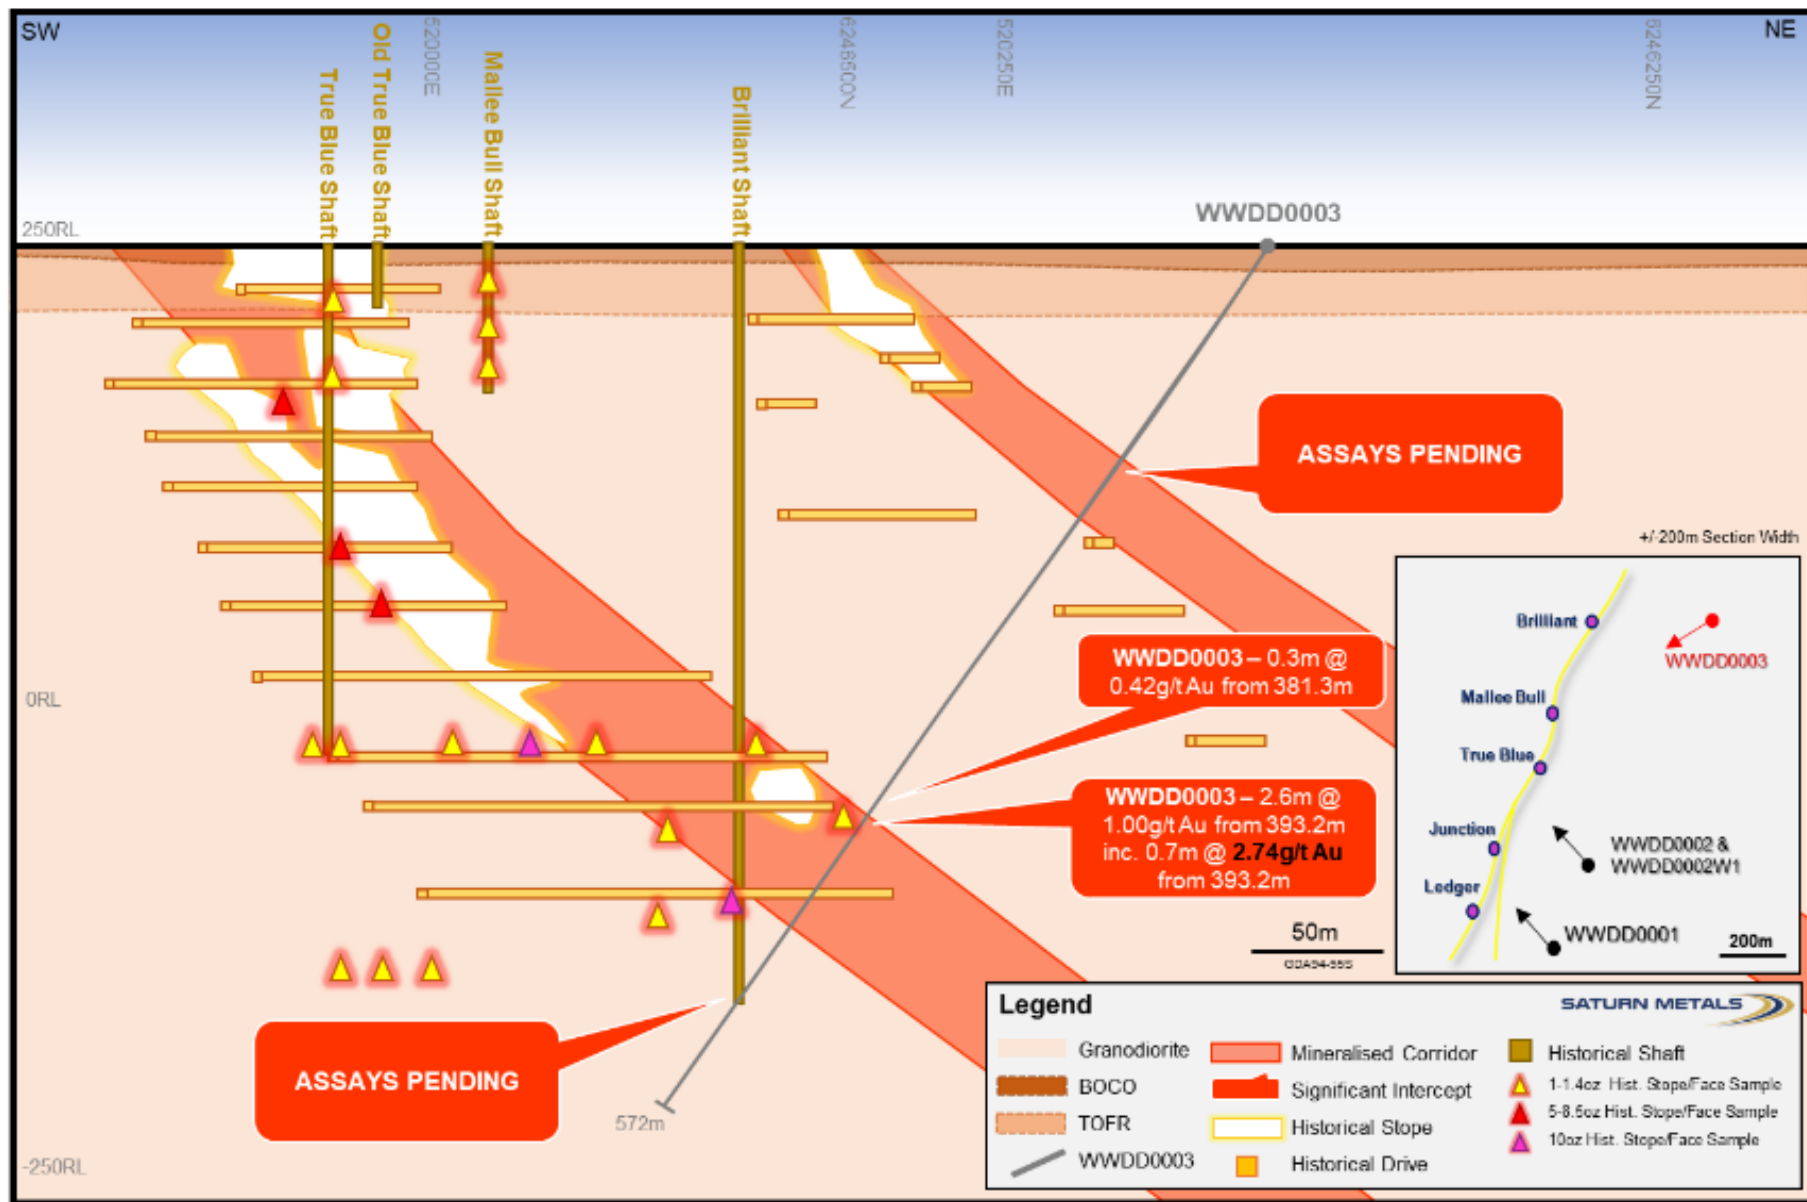 SW
NE
True Blue Shaft
Old True Blue Shaft
520000E
Mallee Bull Shaft
Brilliant Shaft
624650N
520250E
624625N
250RL
WWDD0003
ASSAYS PENDING
0RL
WWDD0003 – 0.3m @
0.42g/t Au from 381.3m
WWDD0003 – 2.6m @
1.00g/t Au from 393.2m
inc. 0.7m @ 2.74g/t Au
from 393.2m
50m
GDA94-55S
ASSAYS PENDING
572m
-250RL
+/-200m Section Width
Brilliant
WWDD0003
Mallee Bull
True Blue
Junction
WWDD0002 &
WWDD0002W1
Ledger
WWDD0001
200m
Legend
SATURN METALS
Granodiorite
BOCO
TOFR
WWDD0003
Mineralised Corridor
Significant Intercept
Historical Stope
Historical Drive
Historical Shaft
1-1.4oz Hist. Stope/Face Sample
5-8.5oz Hist. Stope/Face Sample
10oz Hist. Stope/Face Sample